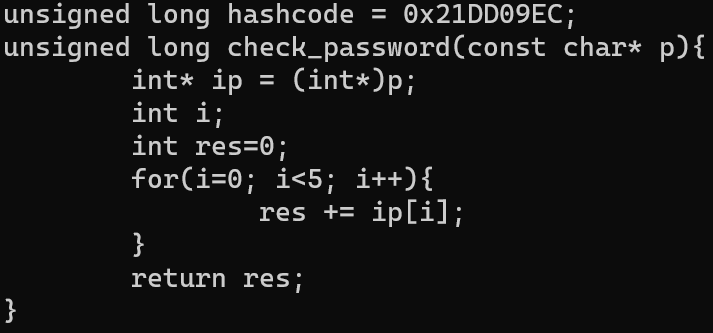 unsigned long hashcode = 0x21DD09EC;
unsigned long check_password(const char* p){
        int* ip = (int*)p;
        int i;
        int res=0;
        for(i=0; i<5; i++){
                res += ip[i];
        }
        return res;
}